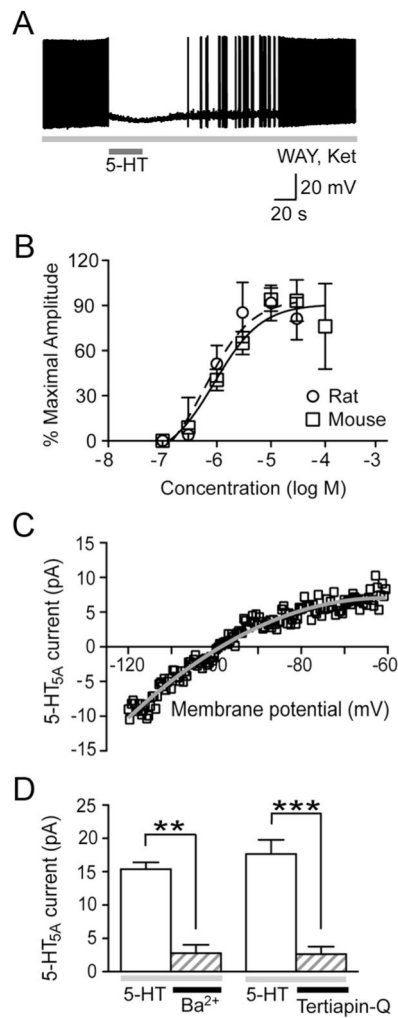 A
5-HT
WAY, Ket
20 mV
20 s
B
% Maximal Amplitude
120
90
60
30
0
Rat
Mouse
-8 -7 -6 -5 -4 -3
Concentration (log M)
C
5-HT5A current (pA)
15
10
5
0
-5
-10
-15
-120 -100 -80 -60
Membrane potential (mV)
D
5-HT5A current (pA)
25
20
15
10
5
0
** ***
5-HT Ba2+ 5-HT Tertiapin-Q